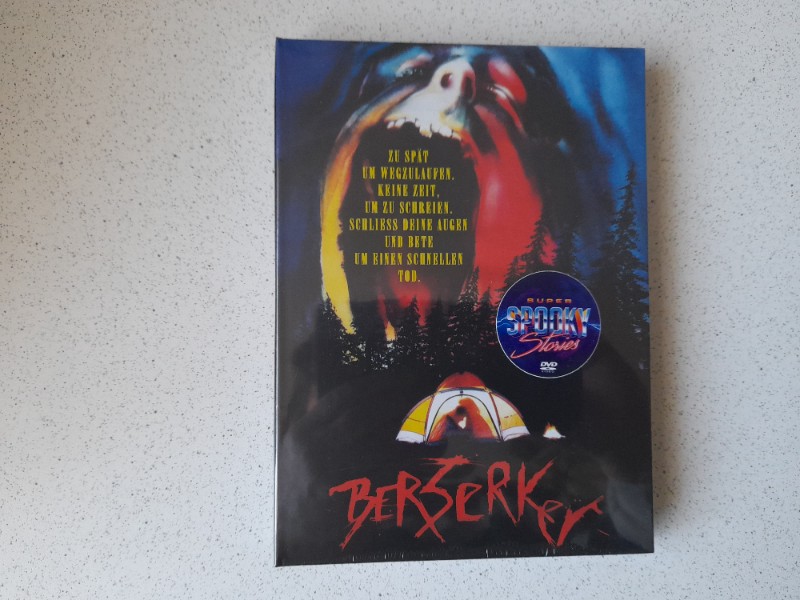 ZU SPÄT
UM WEGZULAUFEN.
KEINE ZEIT,
UM ZU SCHREIEN.
SCHLIESS DEINE AUGEN
UND BETE
UM EINEN SCHNELLEN
TOD.
SUPER
SPOOKY
Stories
DVD
BERSERKer